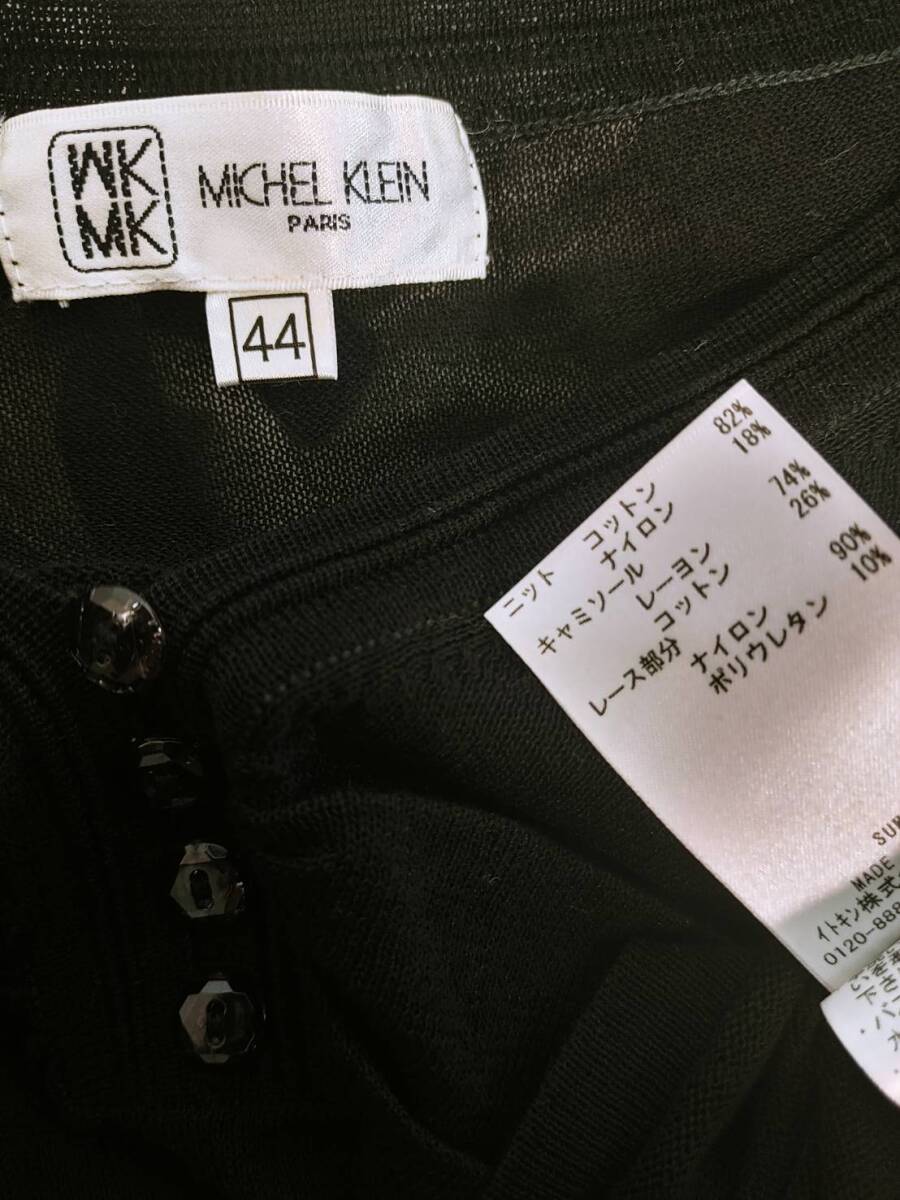 MK
MK
MICHEL KLEIN
PARIS
44
ニット コットン 82%
ナイロン 18%
キャミソール
レーヨン 74%
コットン 26%
レース部分 ナイロン 90%
ポリウレタン 10%
MADE
イトキン株式
0120-888
下さ